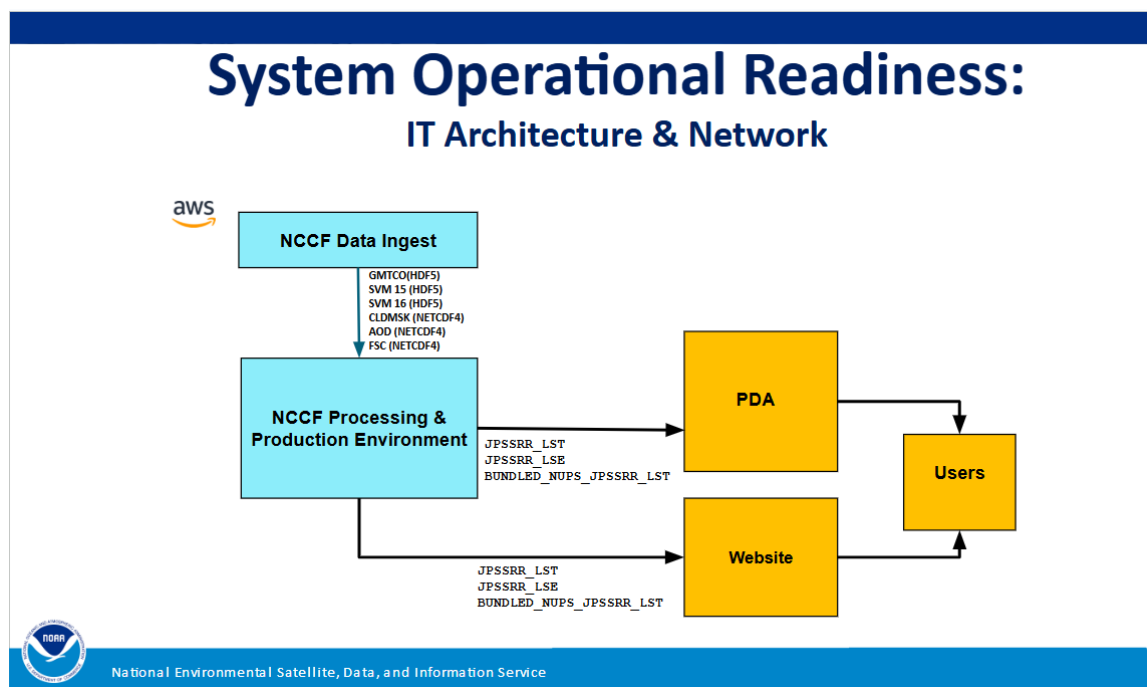 System Operational Readiness:
IT Architecture & Network
aws
NCCF Data Ingest
GMTCO(HDF5)
SVM 15 (HDF5)
SVM 16 (HDF5)
CLDMSK (NETCDF4)
AOD (NETCDF4)
FSC (NETCDF4)
NCCF Processing &
Production Environment
JPSSRR_LST
JPSSRR_LSE
BUNDLED_NUPS_JPSSRR_LST
PDA
Users
Website
JPSSRR_LST
JPSSRR_LSE
BUNDLED_NUPS_JPSSRR_LST
NOAA
National Environmental Satellite, Data, and Information Service